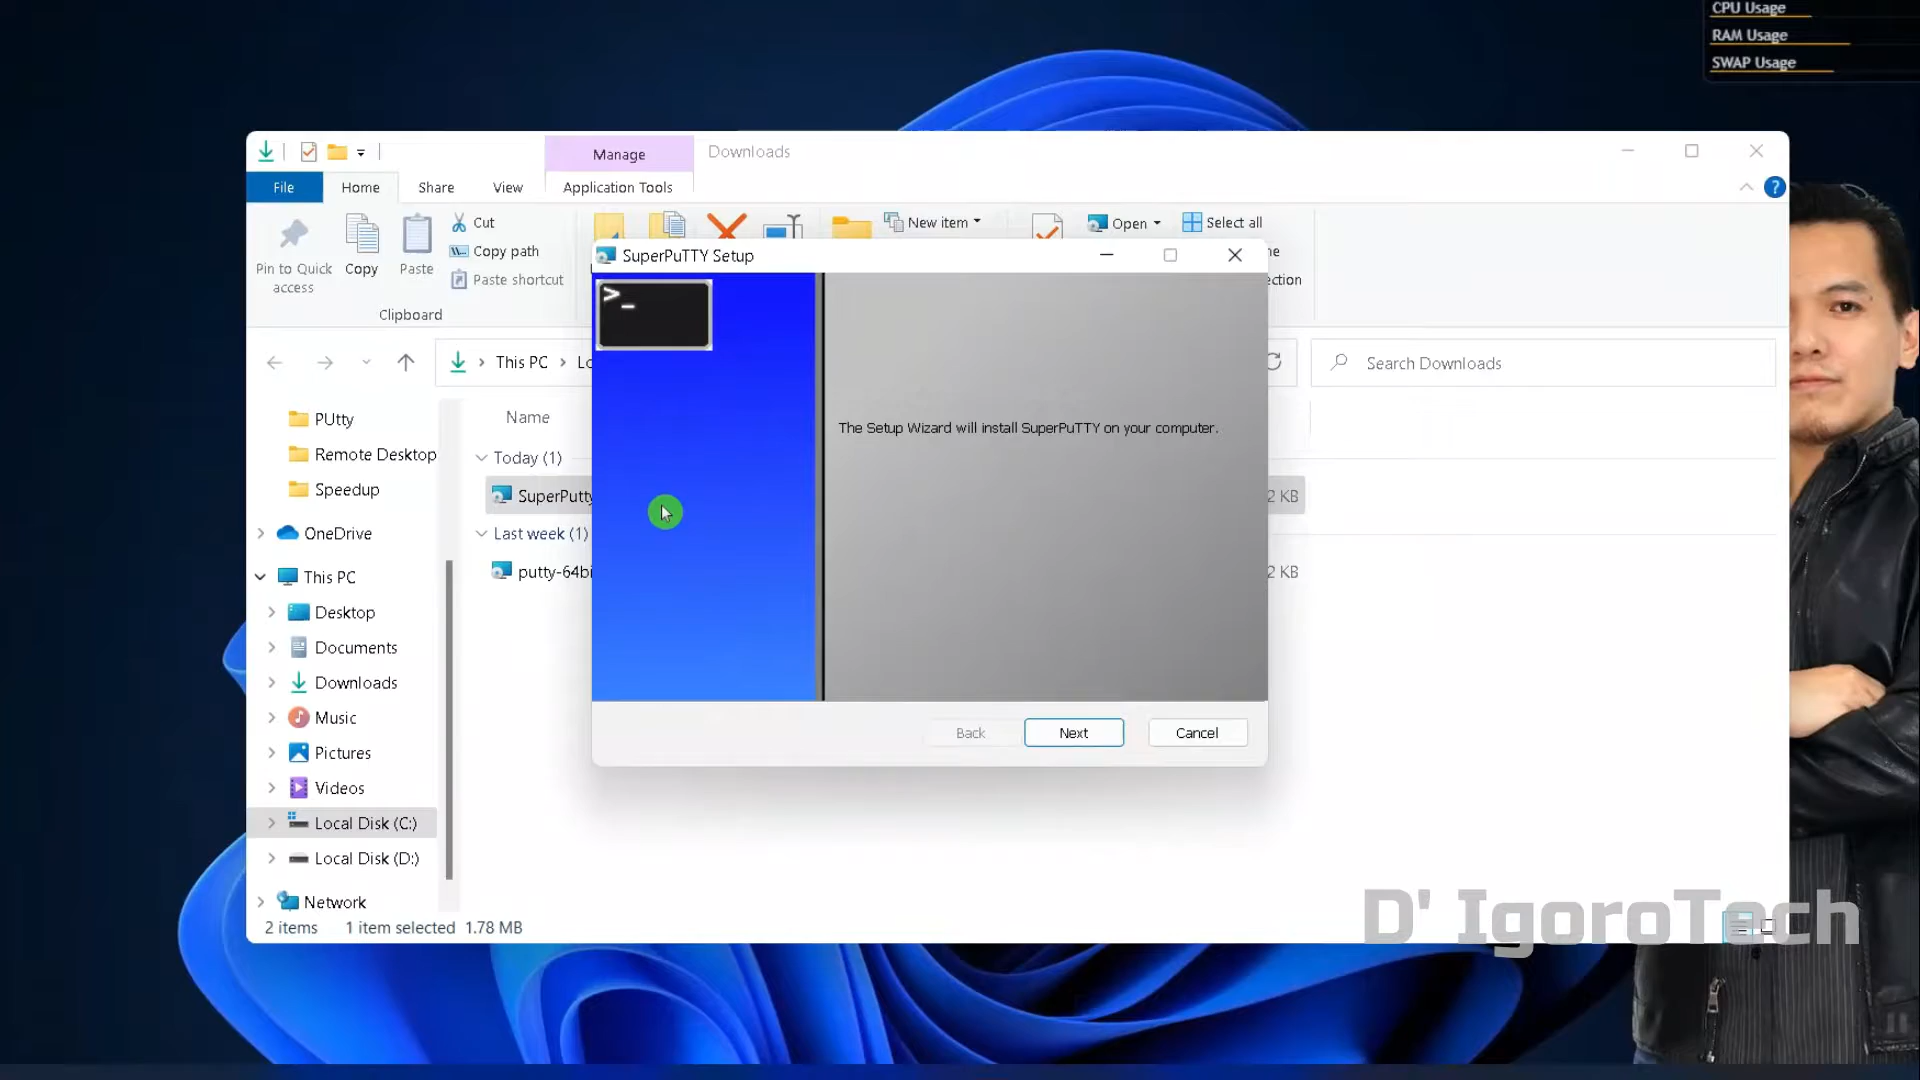 CPU Usage
RAM Usage
SWAP Usage
Manage
Downloads
File
Home
Share
View
Application Tools
?
Pin to Quick access
Copy
Paste
Cut
Copy path
Paste shortcut
New item
Open
Select all
Clipboard
SuperPuTTY Setup
>_
This PC
Search Downloads
The Setup Wizard will install SuperPuTTY on your computer.
Name
PUtty
Remote Desktop
Speedup
OneDrive
This PC
Desktop
Documents
Downloads
Music
Pictures
Videos
Local Disk (C:)
Local Disk (D:)
Network
Today (1)
SuperPutty
2 KB
Last week (1)
putty-64bi
2 KB
Back
Next
Cancel
2 items
1 item selected
1.78 MB
D' IgoroTech